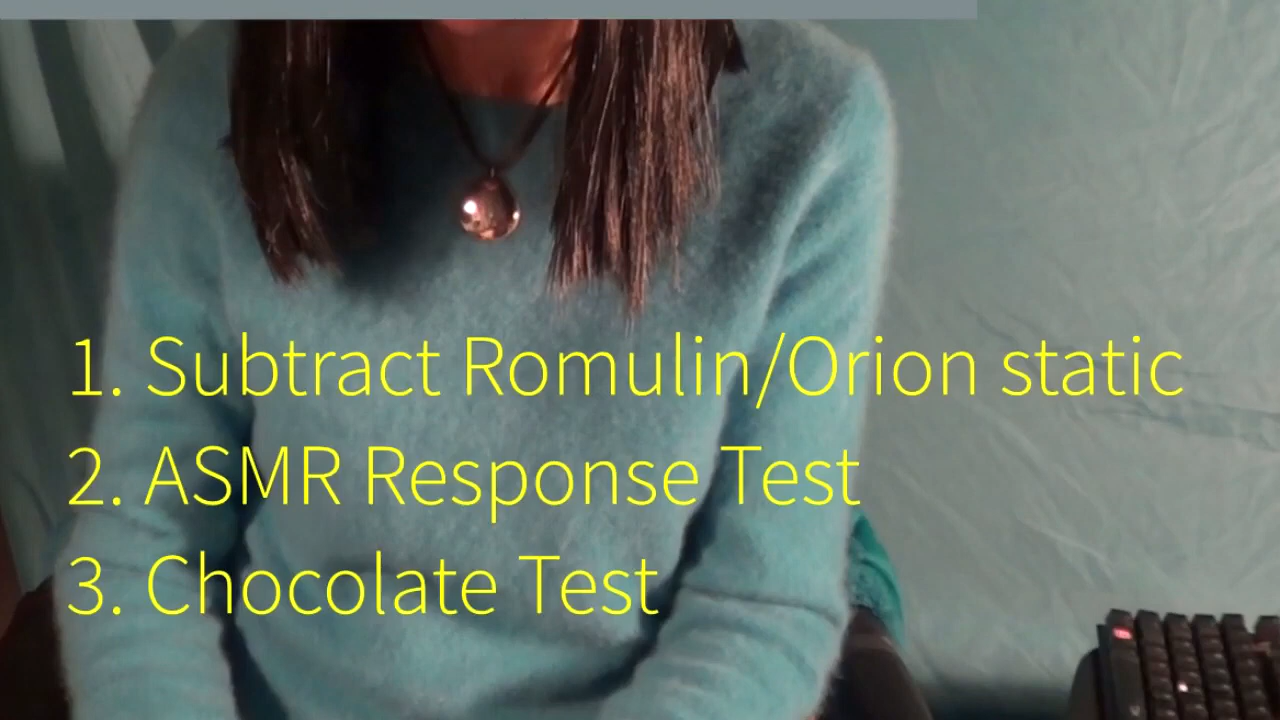 1. Subtract Romulin/Orion static
2. ASMR Response Test
3. Chocolate Test